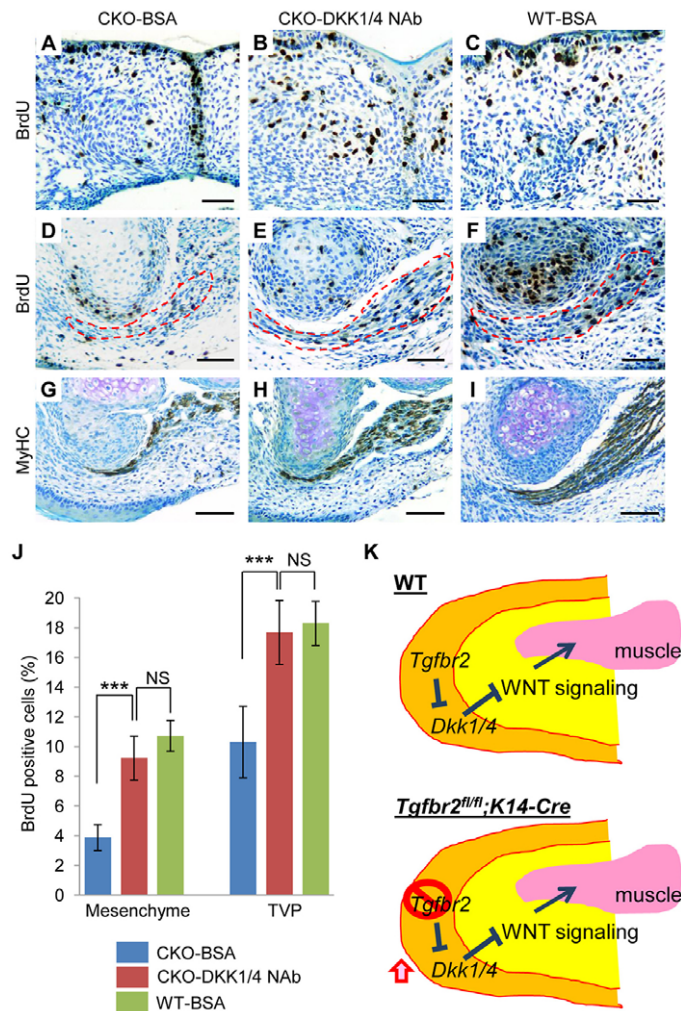 CKO-BSA CKO-DKK1/4 NAb WT-BSA
A B C
BrdU
D E F
BrdU
G H I
MyHC
J
*** NS *** NS
20
18
16
14
12
10
8
6
4
2
0
BrdU positive cells (%)
Mesenchyme TVP
CKO-BSA
CKO-DKK1/4 NAb
WT-BSA
K
WT
Tgfbr2
muscle
WNT signaling
Dkk1/4
Tgfbr2fl/fl;K14-Cre
Tgfbr2
muscle
WNT signaling
Dkk1/4